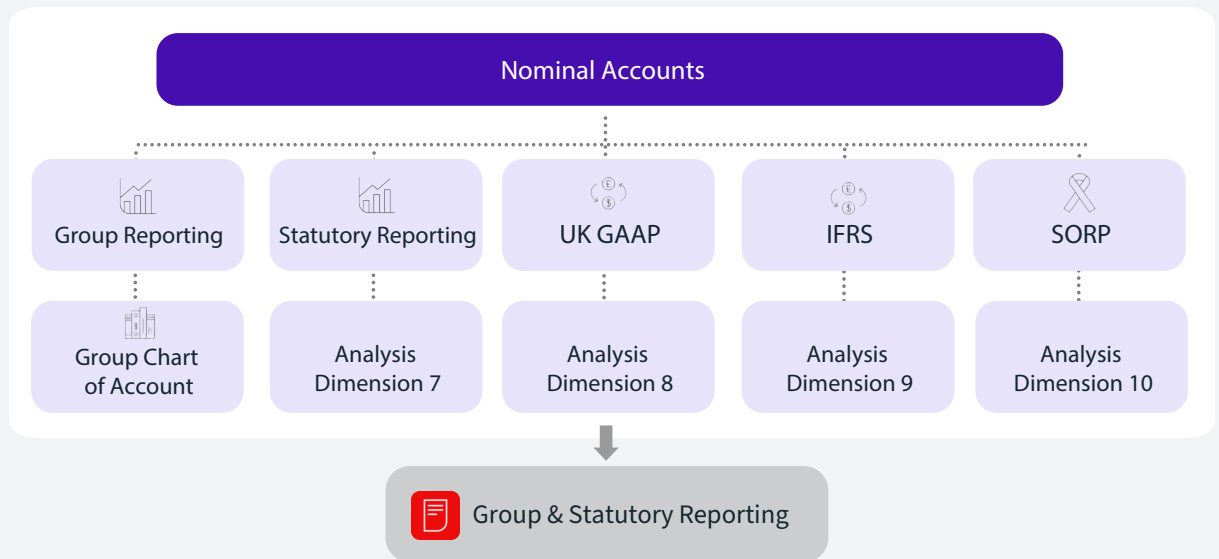 Nominal Accounts
Group Reporting
Statutory Reporting
UK GAAP
IFRS
SORP
Group Chart
of Account
Analysis
Dimension 7
Analysis
Dimension 8
Analysis
Dimension 9
Analysis
Dimension 10
Group & Statutory Reporting